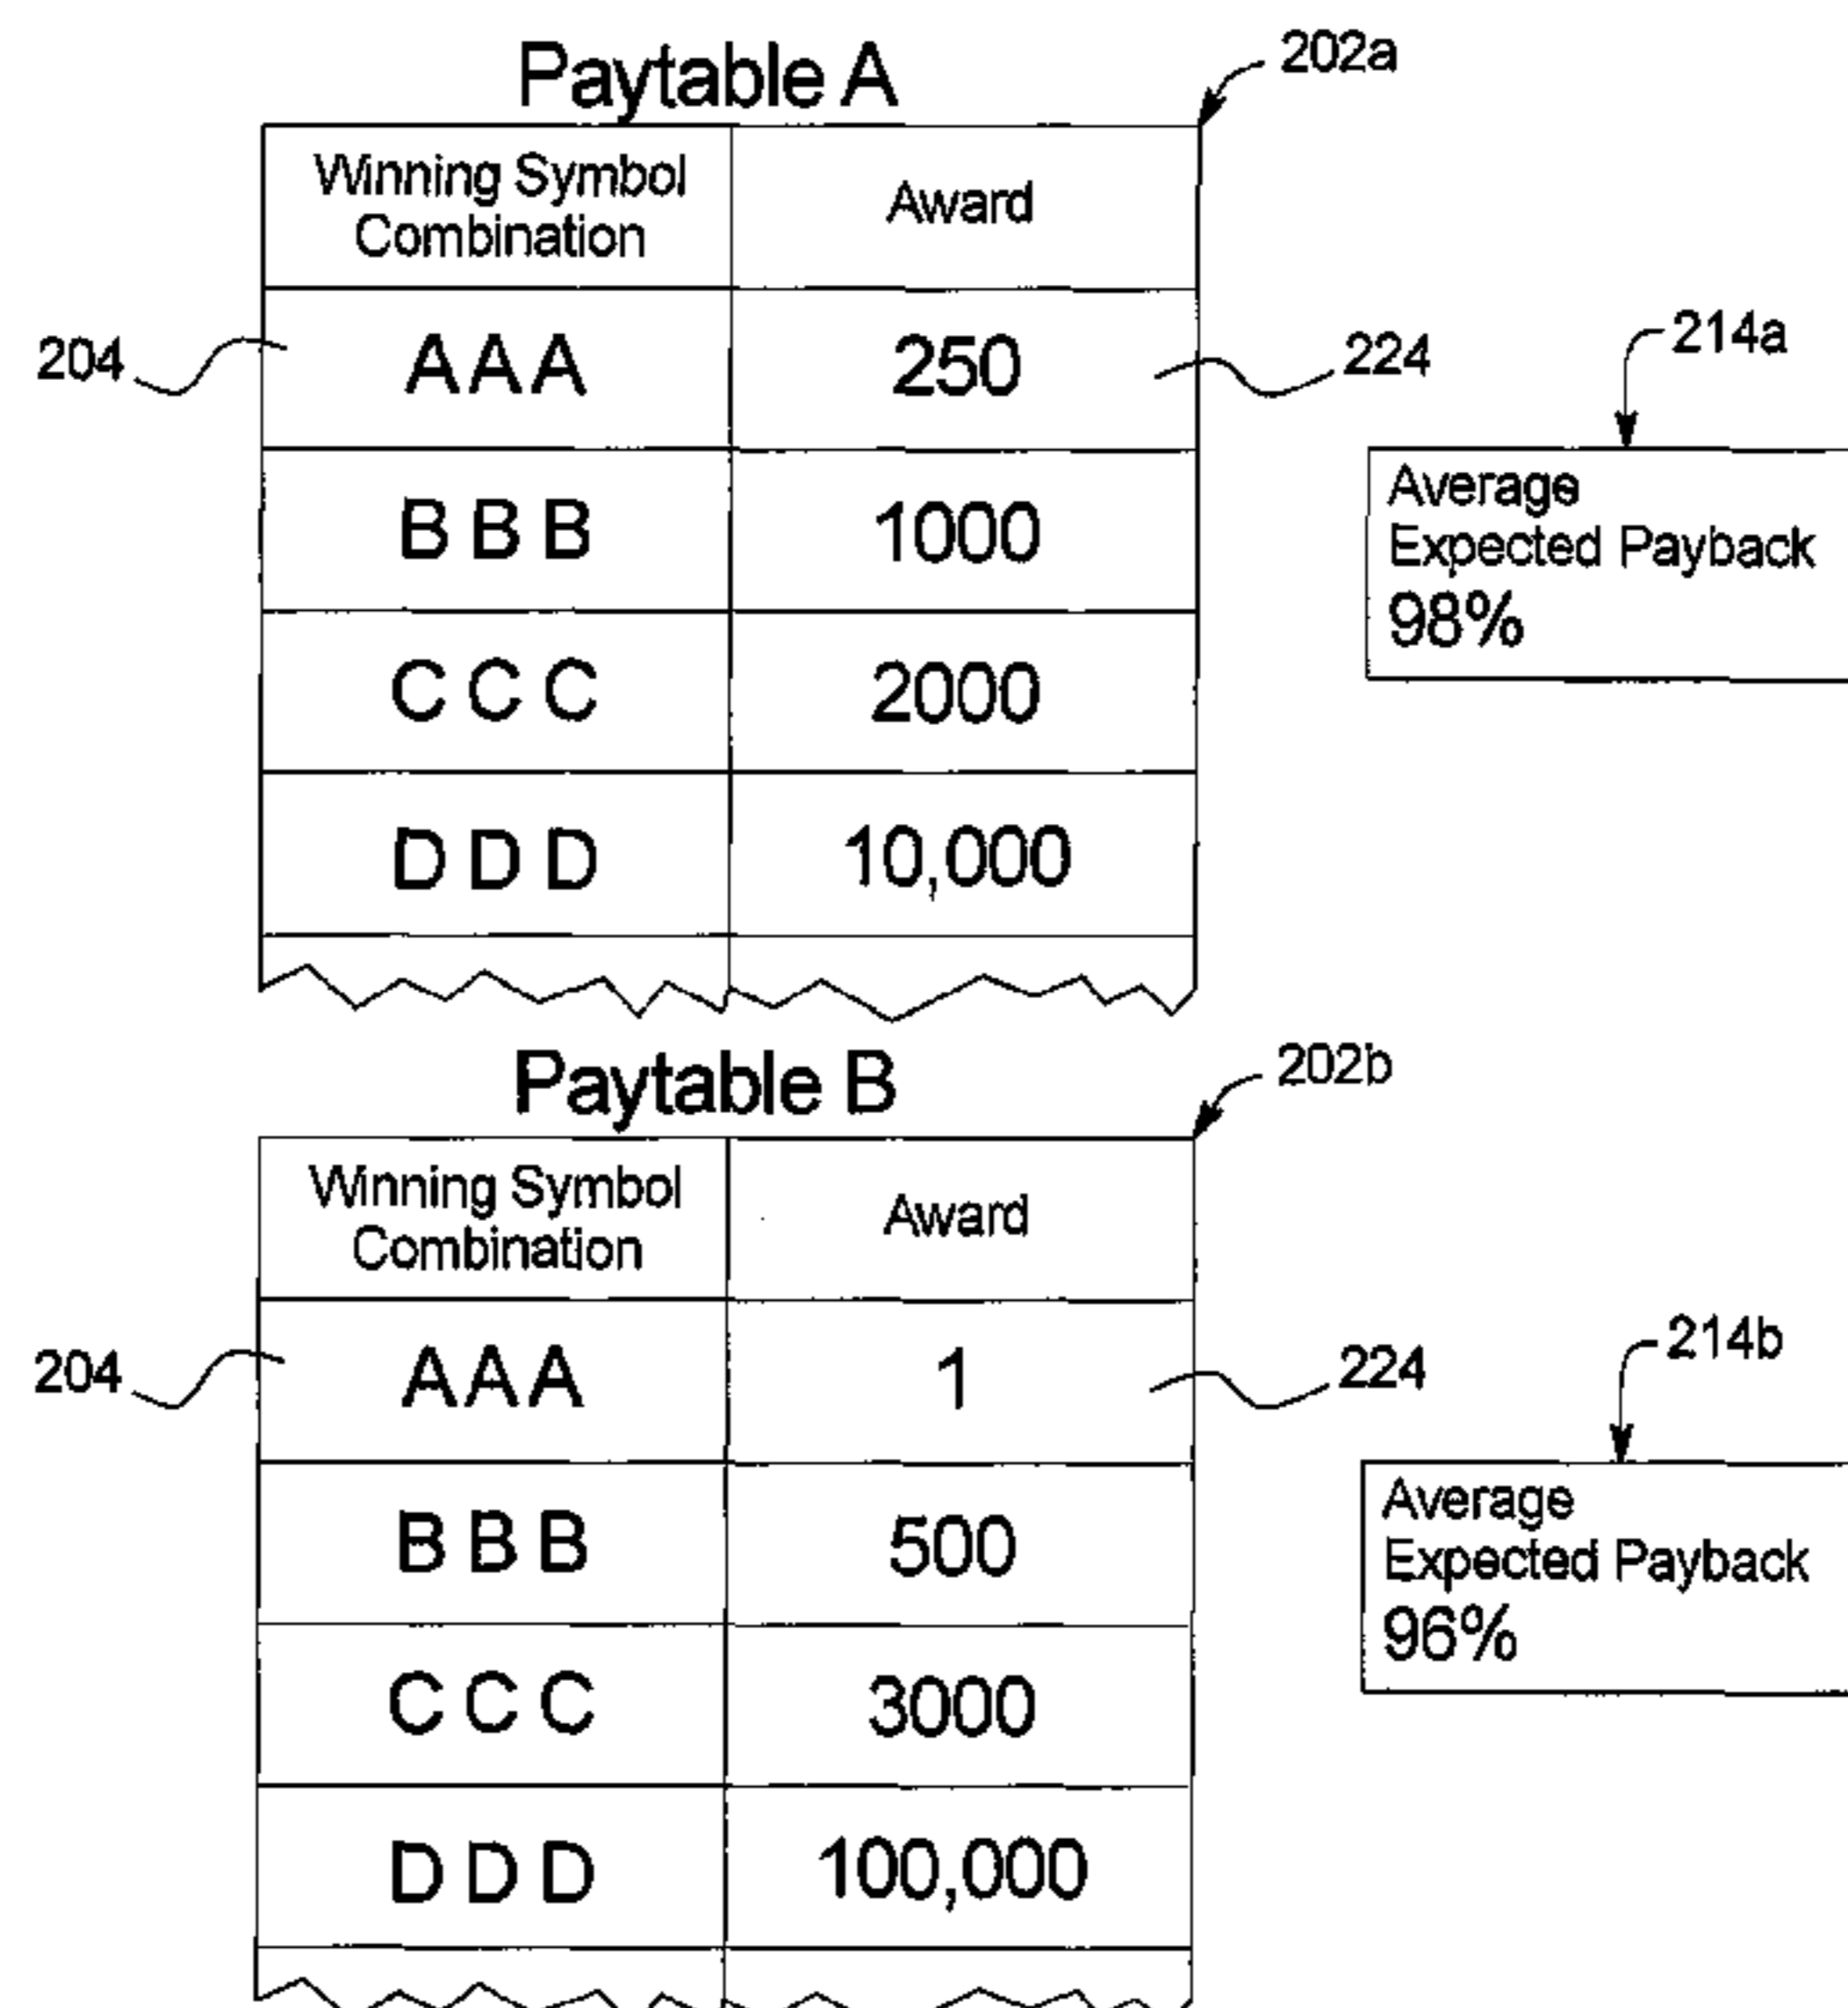 Paytable A
202a
Winning Symbol
Combination
Award
204
AAA
250
224
214a
BBB
1000
Average
Expected Payback
98%
CCC
2000
DDD
10,000
Paytable B
202b
Winning Symbol
Combination
Award
204
AAA
1
224
214b
BBB
500
Average
Expected Payback
96%
CCC
3000
DDD
100,000